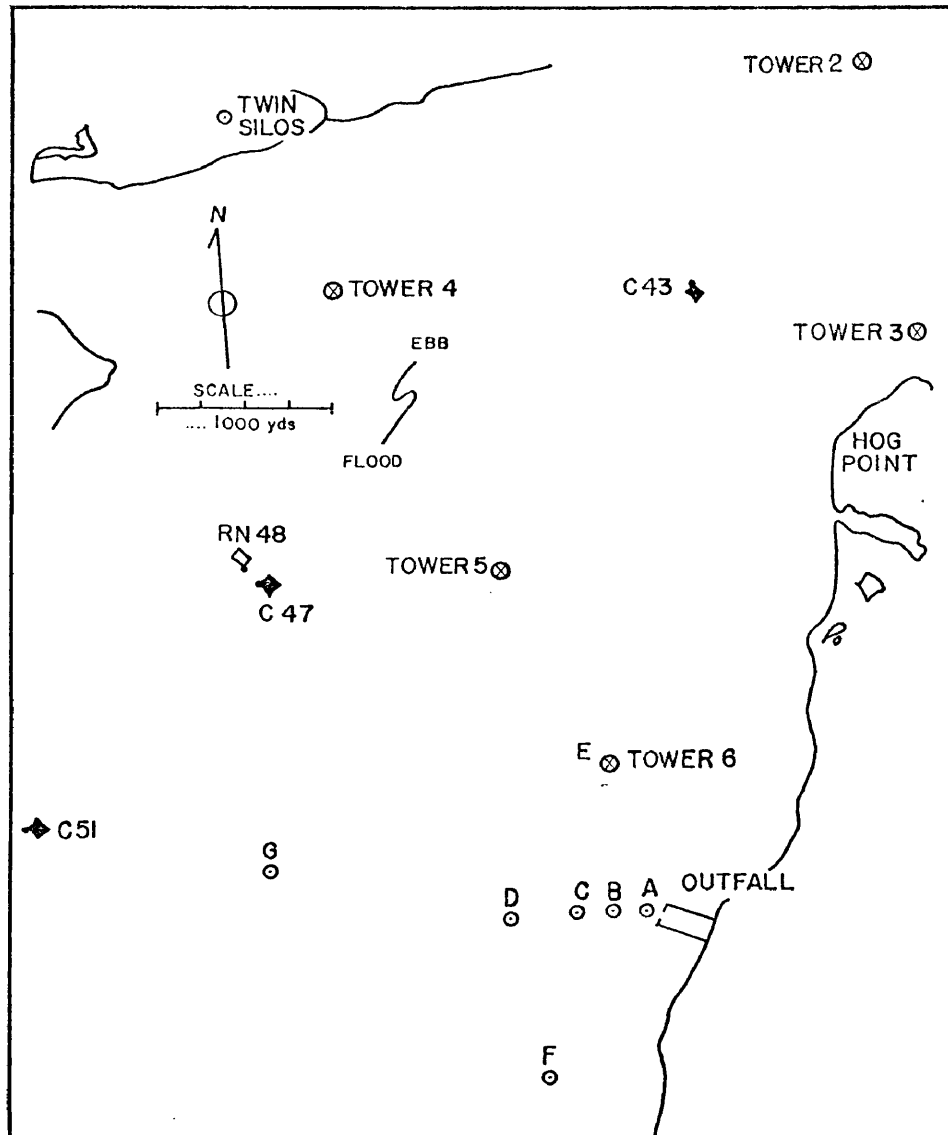 TOWER 2
TWIN
SILOS
N
TOWER 4
C43
TOWER 3
EBB
SCALE....
.... 1000 yds
HOG
POINT
FLOOD
RN 48
TOWER 5
C 47
E TOWER 6
C51
G
OUTFALL
D C B A
F